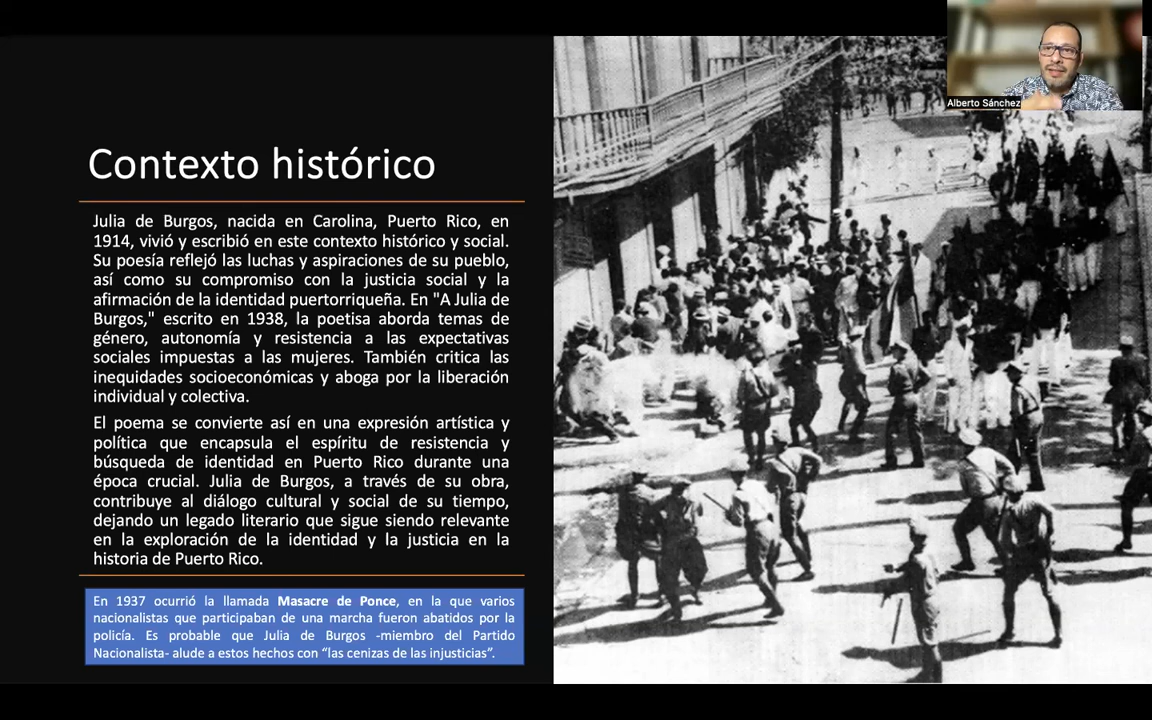 Alberto Sánchez
Contexto histórico
Julia de Burgos, nacida en Carolina, Puerto Rico, en
1914, vivió y escribió en este contexto histórico y social.
Su poesía reflejó las luchas y aspiraciones de su pueblo,
así como su compromiso con la justicia social y la
afirmación de la identidad puertorriqueña. En "A Julia de
Burgos," escrito en 1938, la poetisa aborda temas de
género, autonomía y resistencia a las expectativas
sociales impuestas a las mujeres. También critica las
inequidades socioeconómicas y aboga por la liberación
individual y colectiva.
El poema se convierte así en una expresión artística y
política que encapsula el espíritu de resistencia y
búsqueda de identidad en Puerto Rico durante una
época crucial. Julia de Burgos, a través de su obra,
contribuye al diálogo cultural y social de su tiempo,
dejando un legado literario que sigue siendo relevante
en la exploración de la identidad y la justicia en la
historia de Puerto Rico.
En 1937 ocurrió la llamada Masacre de Ponce, en la que varios
nacionalistas que participaban de una marcha fueron abatidos por la
policía. Es probable que Julia de Burgos -miembro del Partido
Nacionalista- alude a estos hechos con “las cenizas de las injusticias”.